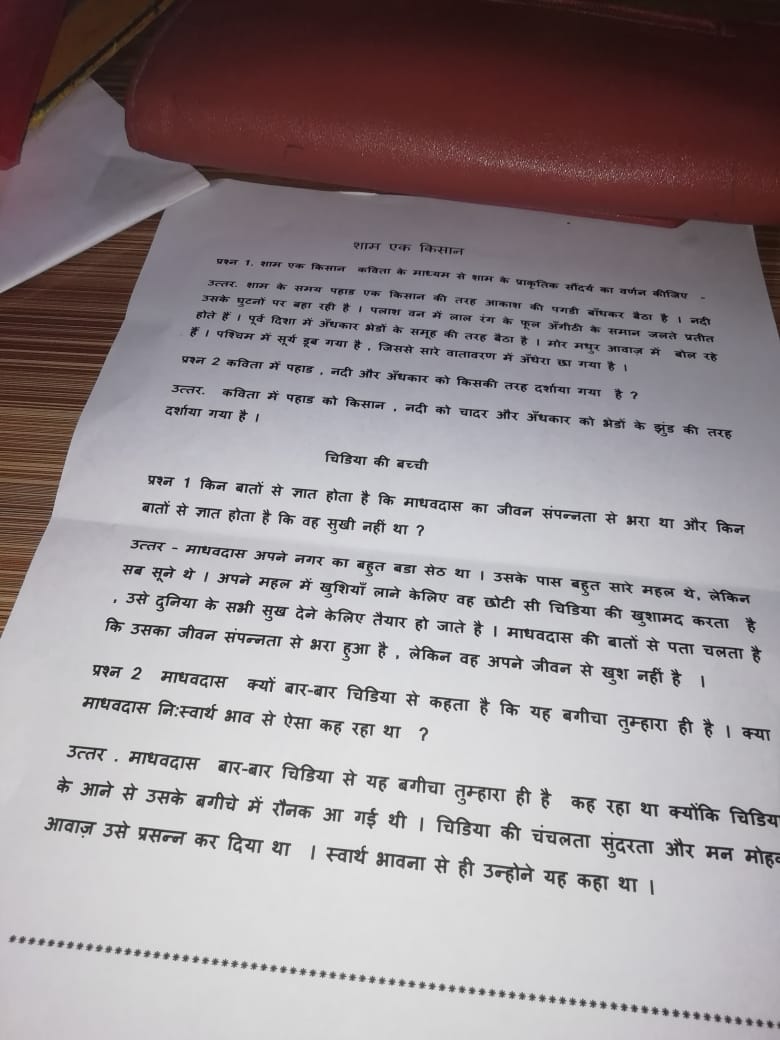 शाम एक किसान
प्रश्न 1. शाम एक किसान कविता के माध्यम से शाम के प्राकृतिक सौंदर्य का वर्णन कीजिए -
उत्तर. शाम के समय पहाड एक किसान की तरह आकाश की पगडी बाँधकर बैठा है । नदी
उसके घुटनों पर बहा रही है । पलाश वन में लाल रंग के फूल अँगीठी के समान जलते प्रतीत
होते हैं । पूर्व दिशा में अँधकार भेडों के समूह की तरह बैठा है । मोर मधुर आवाज़ में बोल रहे
हैं । पश्चिम में सूर्य डूब गया है , जिससे सारे वातावरण में अँधेरा छा गया है ।
प्रश्न 2 कविता में पहाड , नदी और अँधकार को किसकी तरह दर्शाया गया है ?
उत्तर. कविता में पहाड को किसान , नदी को चादर और अँधकार को भेडों के झुंड की तरह
दर्शाया गया है ।
चिडिया की बच्ची
प्रश्न 1 किन बातों से ज्ञात होता है कि माधवदास का जीवन संपन्नता से भरा था और किन
बातों से ज्ञात होता है कि वह सुखी नहीं था ?
उत्तर - माधवदास अपने नगर का बहुत बडा सेठ था । उसके पास बहुत सारे महल थे, लेकिन
सब सूने थे । अपने महल में खुशियाँ लाने केलिए वह छोटी सी चिडिया की खुशामद करता है
, उसे दुनिया के सभी सुख देने केलिए तैयार हो जाते है । माधवदास की बातों से पता चलता है
कि उसका जीवन संपन्नता से भरा हुआ है , लेकिन वह अपने जीवन से खुश नहीं है ।
प्रश्न 2 माधवदास क्यों बार-बार चिडिया से कहता है कि यह बगीचा तुम्हारा ही है । क्या
माधवदास निःस्वार्थ भाव से ऐसा कह रहा था ?
उत्तर . माधवदास बार-बार चिडिया से यह बगीचा तुम्हारा ही है कह रहा था क्योंकि चिडिया
के आने से उसके बगीचे में रौनक आ गई थी । चिडिया की चंचलता सुंदरता और मन
आवाज़ उसे प्रसन्न कर दिया था । स्वार्थ भावना से ही उन्होने यह कहा था ।